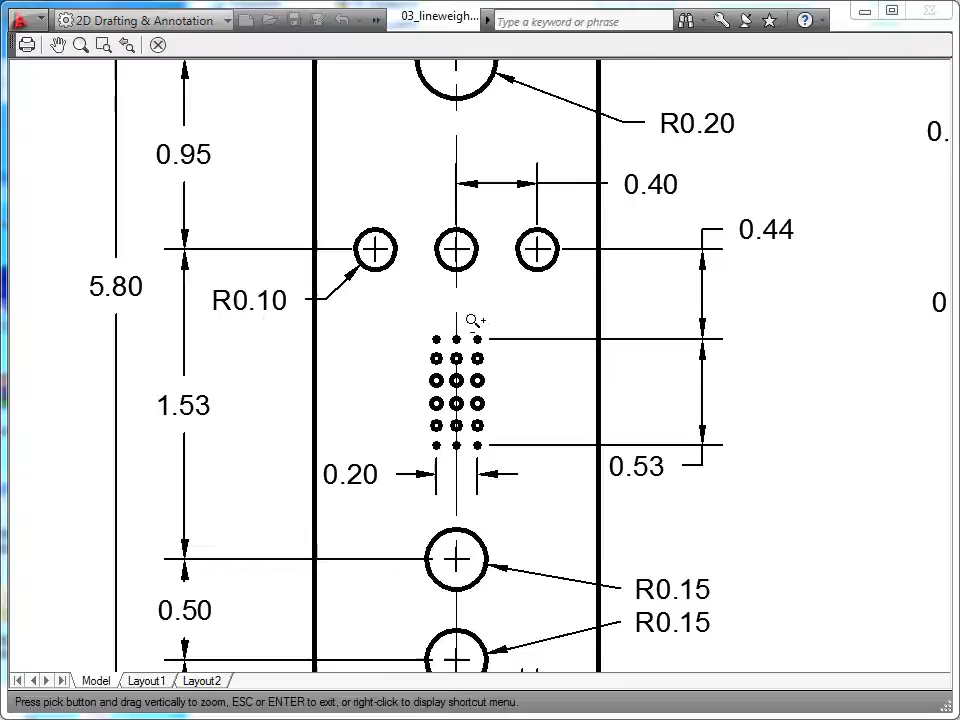 2D Drafting & Annotation
03_lineweigh...
Type a keyword or phrase
R0.20
0.
0.95
0.40
0.44
5.80
R0.10
0
1.53
0.20
0.53
R0.15
0.50
R0.15
Model Layout1 Layout2
Press pick button and drag vertically to zoom, ESC or ENTER to exit, or right-click to display shortcut menu.